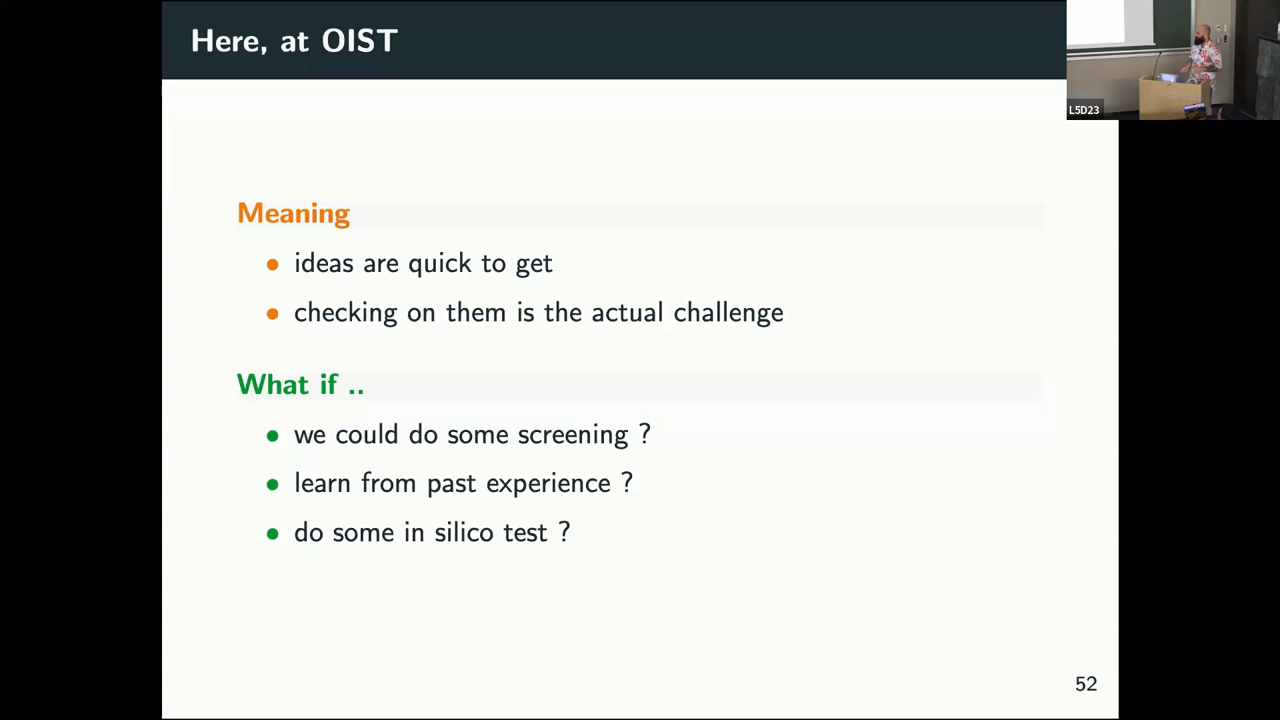 Here, at OIST
L5D23
Meaning
ideas are quick to get
checking on them is the actual challenge
What if ..
we could do some screening ?
learn from past experience ?
do some in silico test ?
52